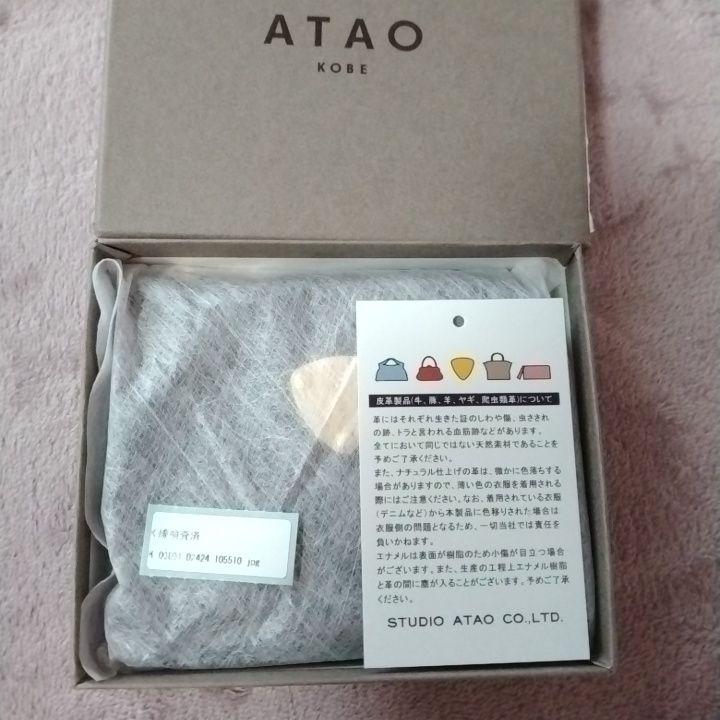 ATAO
KOBE
皮革製品(牛、豚、羊、ヤギ、爬虫類革)について
革にはそれぞれ生きた証のしわや傷、虫さされ
の跡、トラと言われる血筋跡などがあります。
全てにおいて同じではない天然素材であることを
予めご了承ください。
また、ナチュラル仕上げの革は、微かに色落ちする
場合がありますので、薄い色の衣服を着用される
際にはご注意ください。なお、着用されている衣服
(デニムなど)から本製品に色移りされた場合は
衣服側の問題となるため、一切当社では責任を
負いかねます。
エナメルは表面が樹脂のため小傷が目立つ場合
がございます。また、生産の工程上エナメル樹脂
と革の間に塵が入ることがございます。予めご了承
ください。
STUDIO ATAO CO.,LTD.
105510 jpg